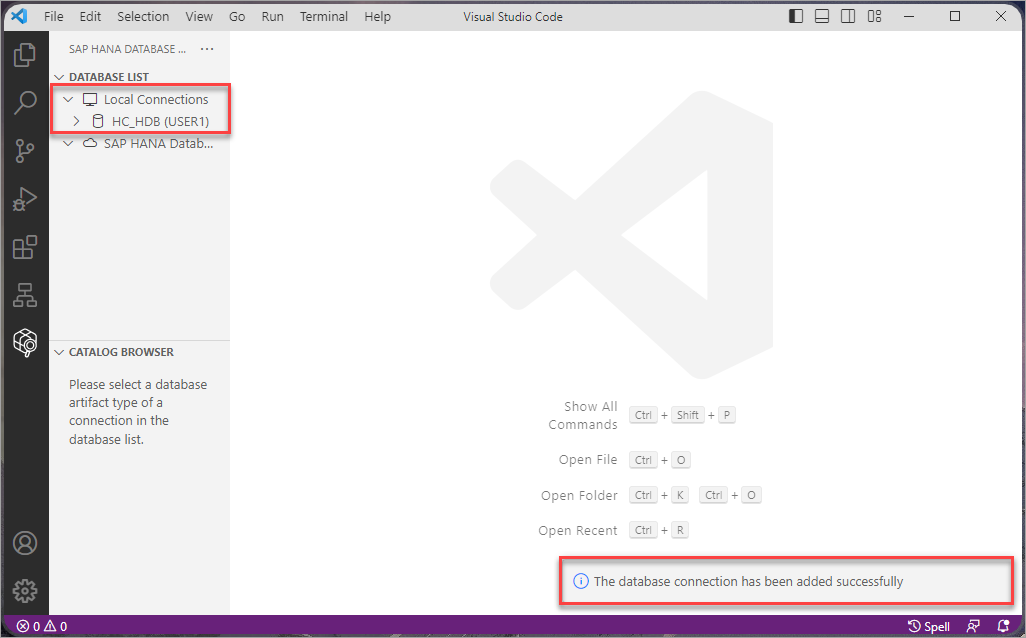 File Edit Selection View Go Run Terminal Help Visual Studio Code
SAP HANA DATABASE ... ···
DATABASE LIST
Local Connections
HC_HDB (USER1)
SAP HANA Datab...
CATALOG BROWSER
Please select a database
artifact type of a
connection in the
database list.
Show All
Commands Ctrl + Shift + P
Open File Ctrl + O
Open Folder Ctrl + K Ctrl + O
Open Recent Ctrl + R
The database connection has been added successfully
0 0 Spell